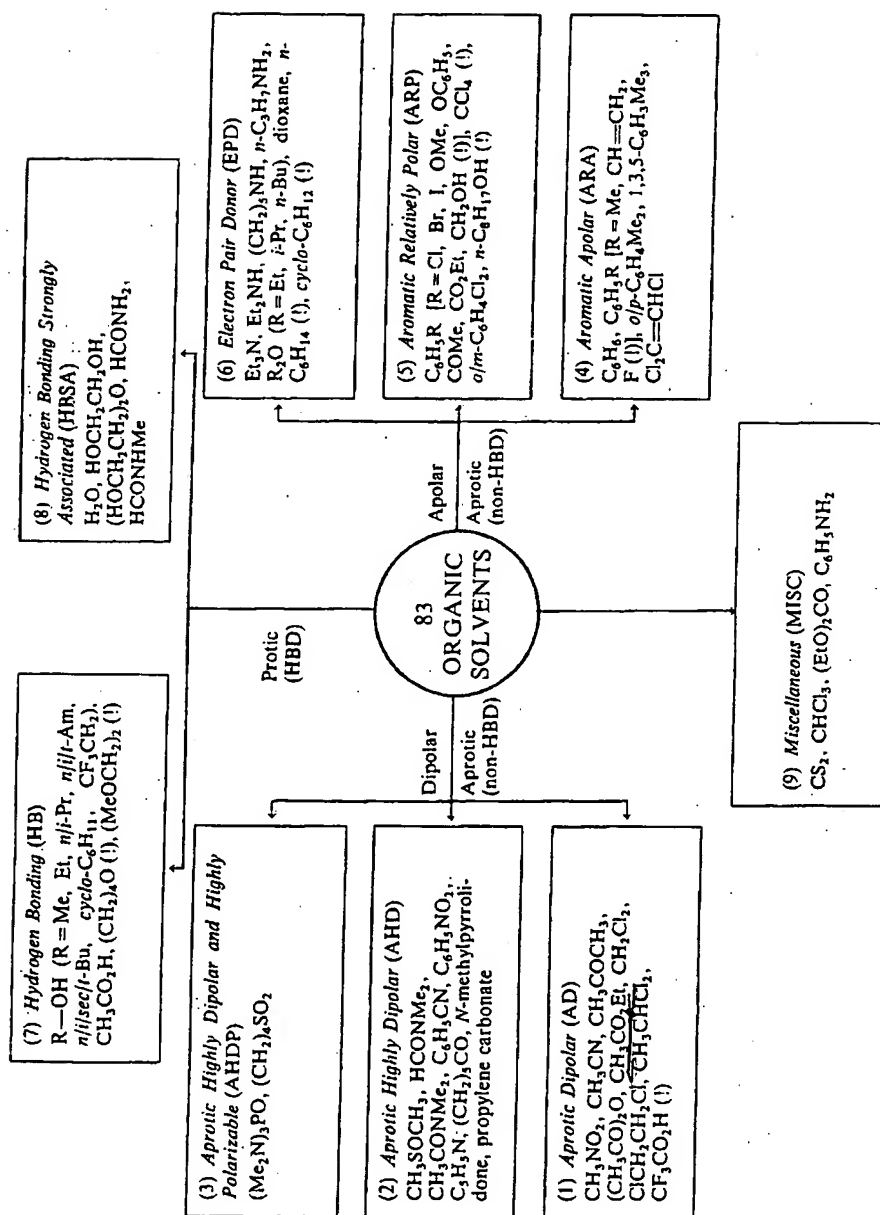 (7) Hydrogen Bonding (HB)
R—OH (R=Me, Et, n/i-Pr, n/i/t-Am,
n/i/sec/t-Bu, cyclo-C₆H₁₁, CF₃CH₂),
CH₃CO₂H, (CH₂)₄O (!), (MeOCH₂)₂ (!)
(8) Hydrogen Bonding Strongly
Associated (HBSA)
H₂O, HOCH₂CH₂OH,
(HOCH₂CH₂)₂O, HCONH₂,
HCONHMe
Protic
(HBD)
(3) Aprotic Highly Dipolar and Highly
Polarizable (AHDP)
(Me₂N)₃PO, (CH₂)₄SO₂
(2) Aprotic Highly Dipolar (AHD)
CH₃SOCH₃, HCONMe₂,
CH₃CONMe₂, C₆H₅CN, C₆H₅NO₂,
C₅H₅N, (CH₂)₅CO, N-methylpyrroli-
done, propylene carbonate
(1) Aprotic Dipolar (AD)
CH₃NO₂, CH₃CN, CH₃COCH₃,
(CH₃CO)₂O, CH₃CO₂Et, CH₂Cl₂,
ClCH₂CH₂Cl, CH₃CHCl₂,
CF₃CO₂H (!)
Dipolar
Aprotic
(non-HBD)
83
ORGANIC
SOLVENTS
Apolar
Aprotic
(non-HBD)
(6) Electron Pair Donor (EPD)
Et₃N, Et₂NH, (CH₂)₅NH, n-C₃H₇NH₂,
R₂O (R=Et, i-Pr, n-Bu), dioxane, n-
C₆H₁₄ (!), cyclo-C₆H₁₂ (!)
(5) Aromatic Relatively Polar (ARP)
C₆H₅R [R=Cl, Br, I, OMe, OC₆H₅,
COMe, CO₂Et, CH₂OH (!)], CCl₄ (!),
o/m-C₆H₄Cl₂, n-C₈H₁₇OH (!)
(4) Aromatic Apolar (ARA)
C₆H₆, C₆H₅R [R=Me, CH=CH₂,
F (!)], o/p-C₆H₄Me₂, 1,3,5-C₆H₃Me₃,
Cl₂C=CHCl
(9) Miscellaneous (MISC)
CS₂, CHCl₃, (EtO)₂CO, C₆H₅NH₂